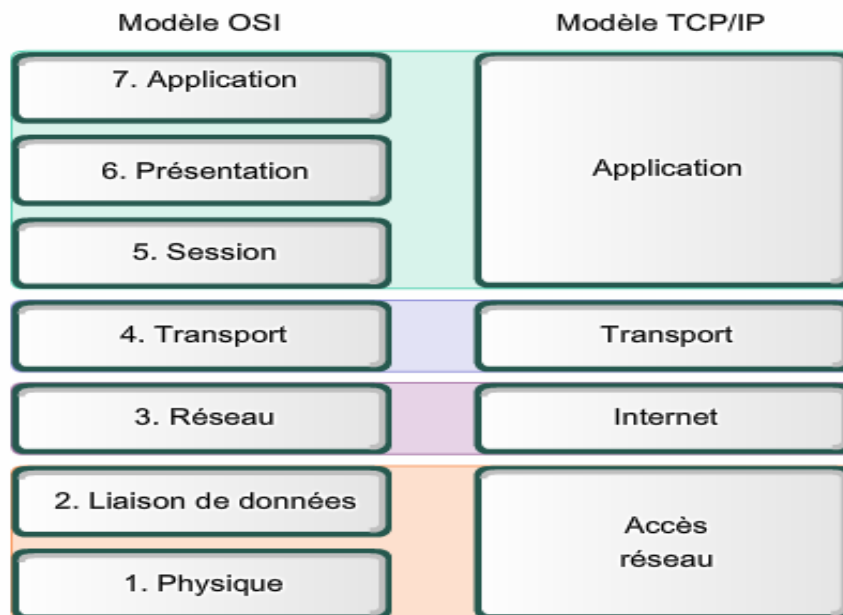 Modèle OSI
Modèle TCP/IP
7. Application
6. Présentation
5. Session
4. Transport
3. Réseau
2. Liaison de données
1. Physique
Application
Transport
Internet
Accès
réseau